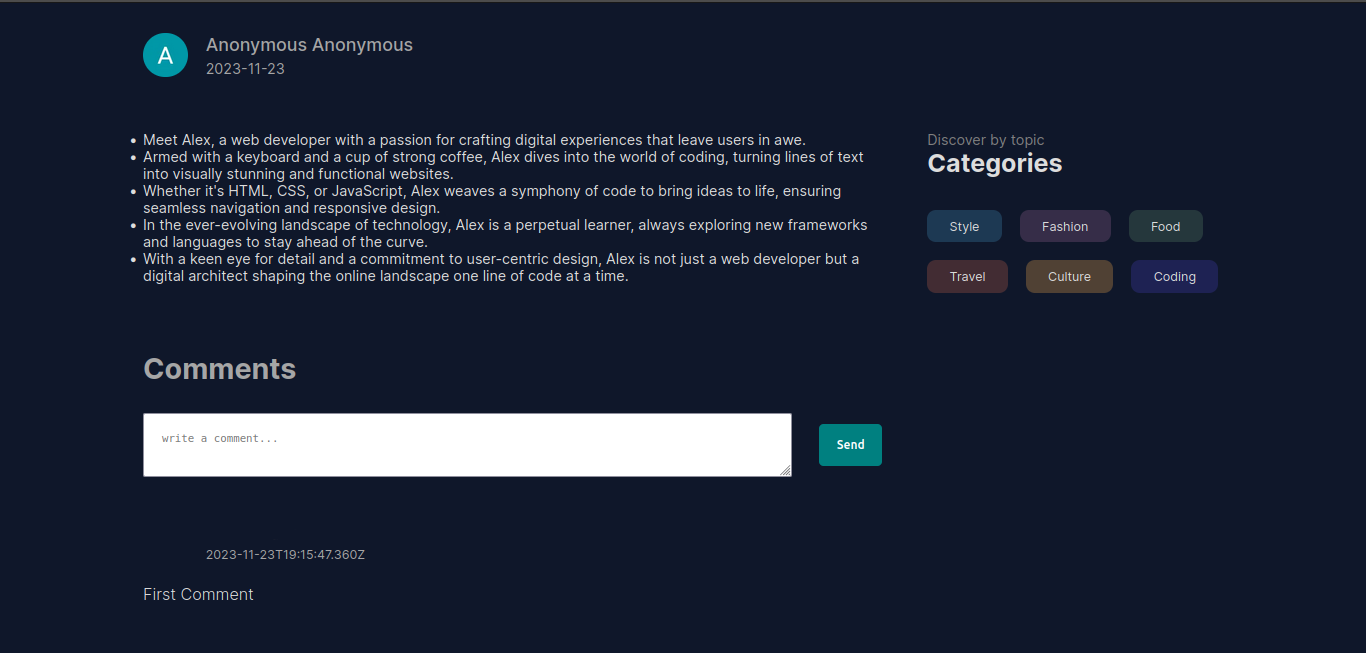 A
Anonymous Anonymous
2023-11-23
• Meet Alex, a web developer with a passion for crafting digital experiences that leave users in awe.
• Armed with a keyboard and a cup of strong coffee, Alex dives into the world of coding, turning lines of text
into visually stunning and functional websites.
• Whether it's HTML, CSS, or JavaScript, Alex weaves a symphony of code to bring ideas to life, ensuring
seamless navigation and responsive design.
• In the ever-evolving landscape of technology, Alex is a perpetual learner, always exploring new frameworks
and languages to stay ahead of the curve.
• With a keen eye for detail and a commitment to user-centric design, Alex is not just a web developer but a
digital architect shaping the online landscape one line of code at a time.
Discover by topic
Categories
Style Fashion Food
Travel Culture Coding
Comments
write a comment...
Send
2023-11-23T19:15:47.360Z
First Comment